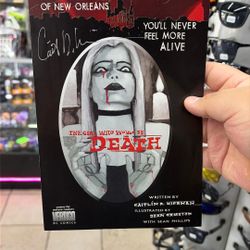 OF NEW ORLEANS
YOU'LL NEVER
FEEL MORE
ALIVE
THE GIRL WHO WOULD BE
DEATH
WRITTEN BY
CAITLÍN R. KIERNAN
ILLUSTRATED BY
DEAN ORMSTON
WITH SEAN PHILLIPS
VERTIGO
DC COMICS